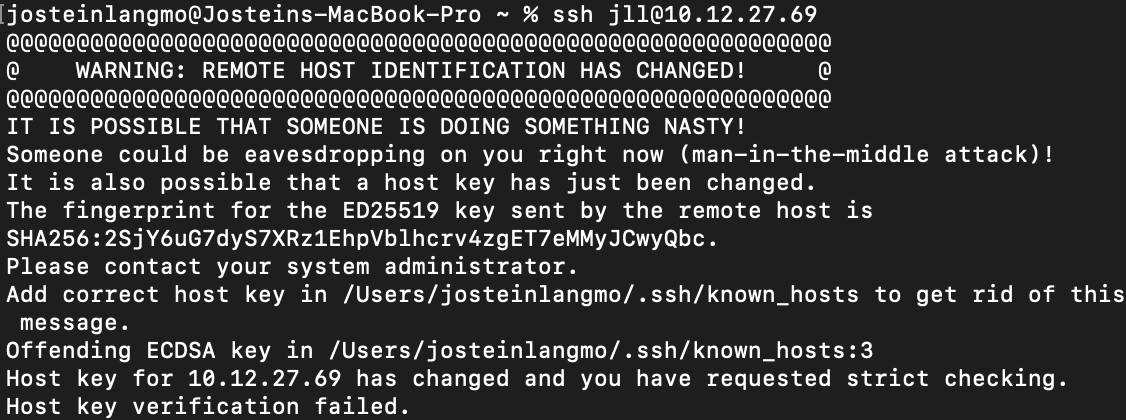 josteinlangmo@Josteins-MacBook-Pro ~ % ssh jll@10.12.27.69
@@@@@@@@@@@@@@@@@@@@@@@@@@@@@@@@@@@@@@@@@@@@@@@@@@@@@@@@@@@
@    WARNING: REMOTE HOST IDENTIFICATION HAS CHANGED!     @
@@@@@@@@@@@@@@@@@@@@@@@@@@@@@@@@@@@@@@@@@@@@@@@@@@@@@@@@@@@
IT IS POSSIBLE THAT SOMEONE IS DOING SOMETHING NASTY!
Someone could be eavesdropping on you right now (man-in-the-middle attack)!
It is also possible that a host key has just been changed.
The fingerprint for the ED25519 key sent by the remote host is
SHA256:2SjY6uG7dyS7XRz1EhpVblhcrv4zgET7eMMyJCwyQbc.
Please contact your system administrator.
Add correct host key in /Users/josteinlangmo/.ssh/known_hosts to get rid of this
 message.
Offending ECDSA key in /Users/josteinlangmo/.ssh/known_hosts:3
Host key for 10.12.27.69 has changed and you have requested strict checking.
Host key verification failed.